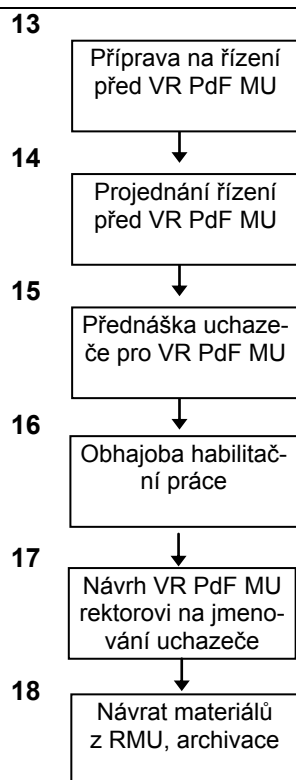 13
Příprava na řízení
před VR PdF MU
14
Projednání řízení
před VR PdF MU
15
Přednáška uchaze-
če pro VR PdF MU
16
Obhajoba habilitač-
ní práce
17
Návrh VR PdF MU
rektorovi na jmeno-
vání uchazeče
18
Návrat materiálů
z RMU, archivace